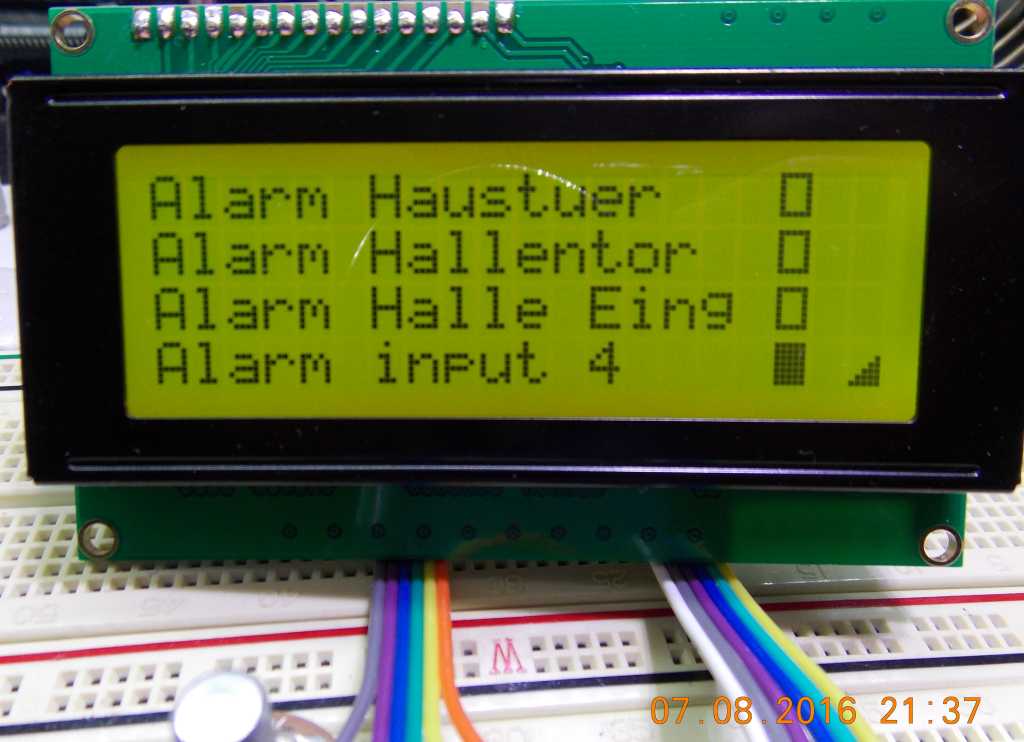 Alarm Haustuer
Alarm Hallentor
Alarm Halle Eing
Alarm input 4
W
07.08.2016 21:37